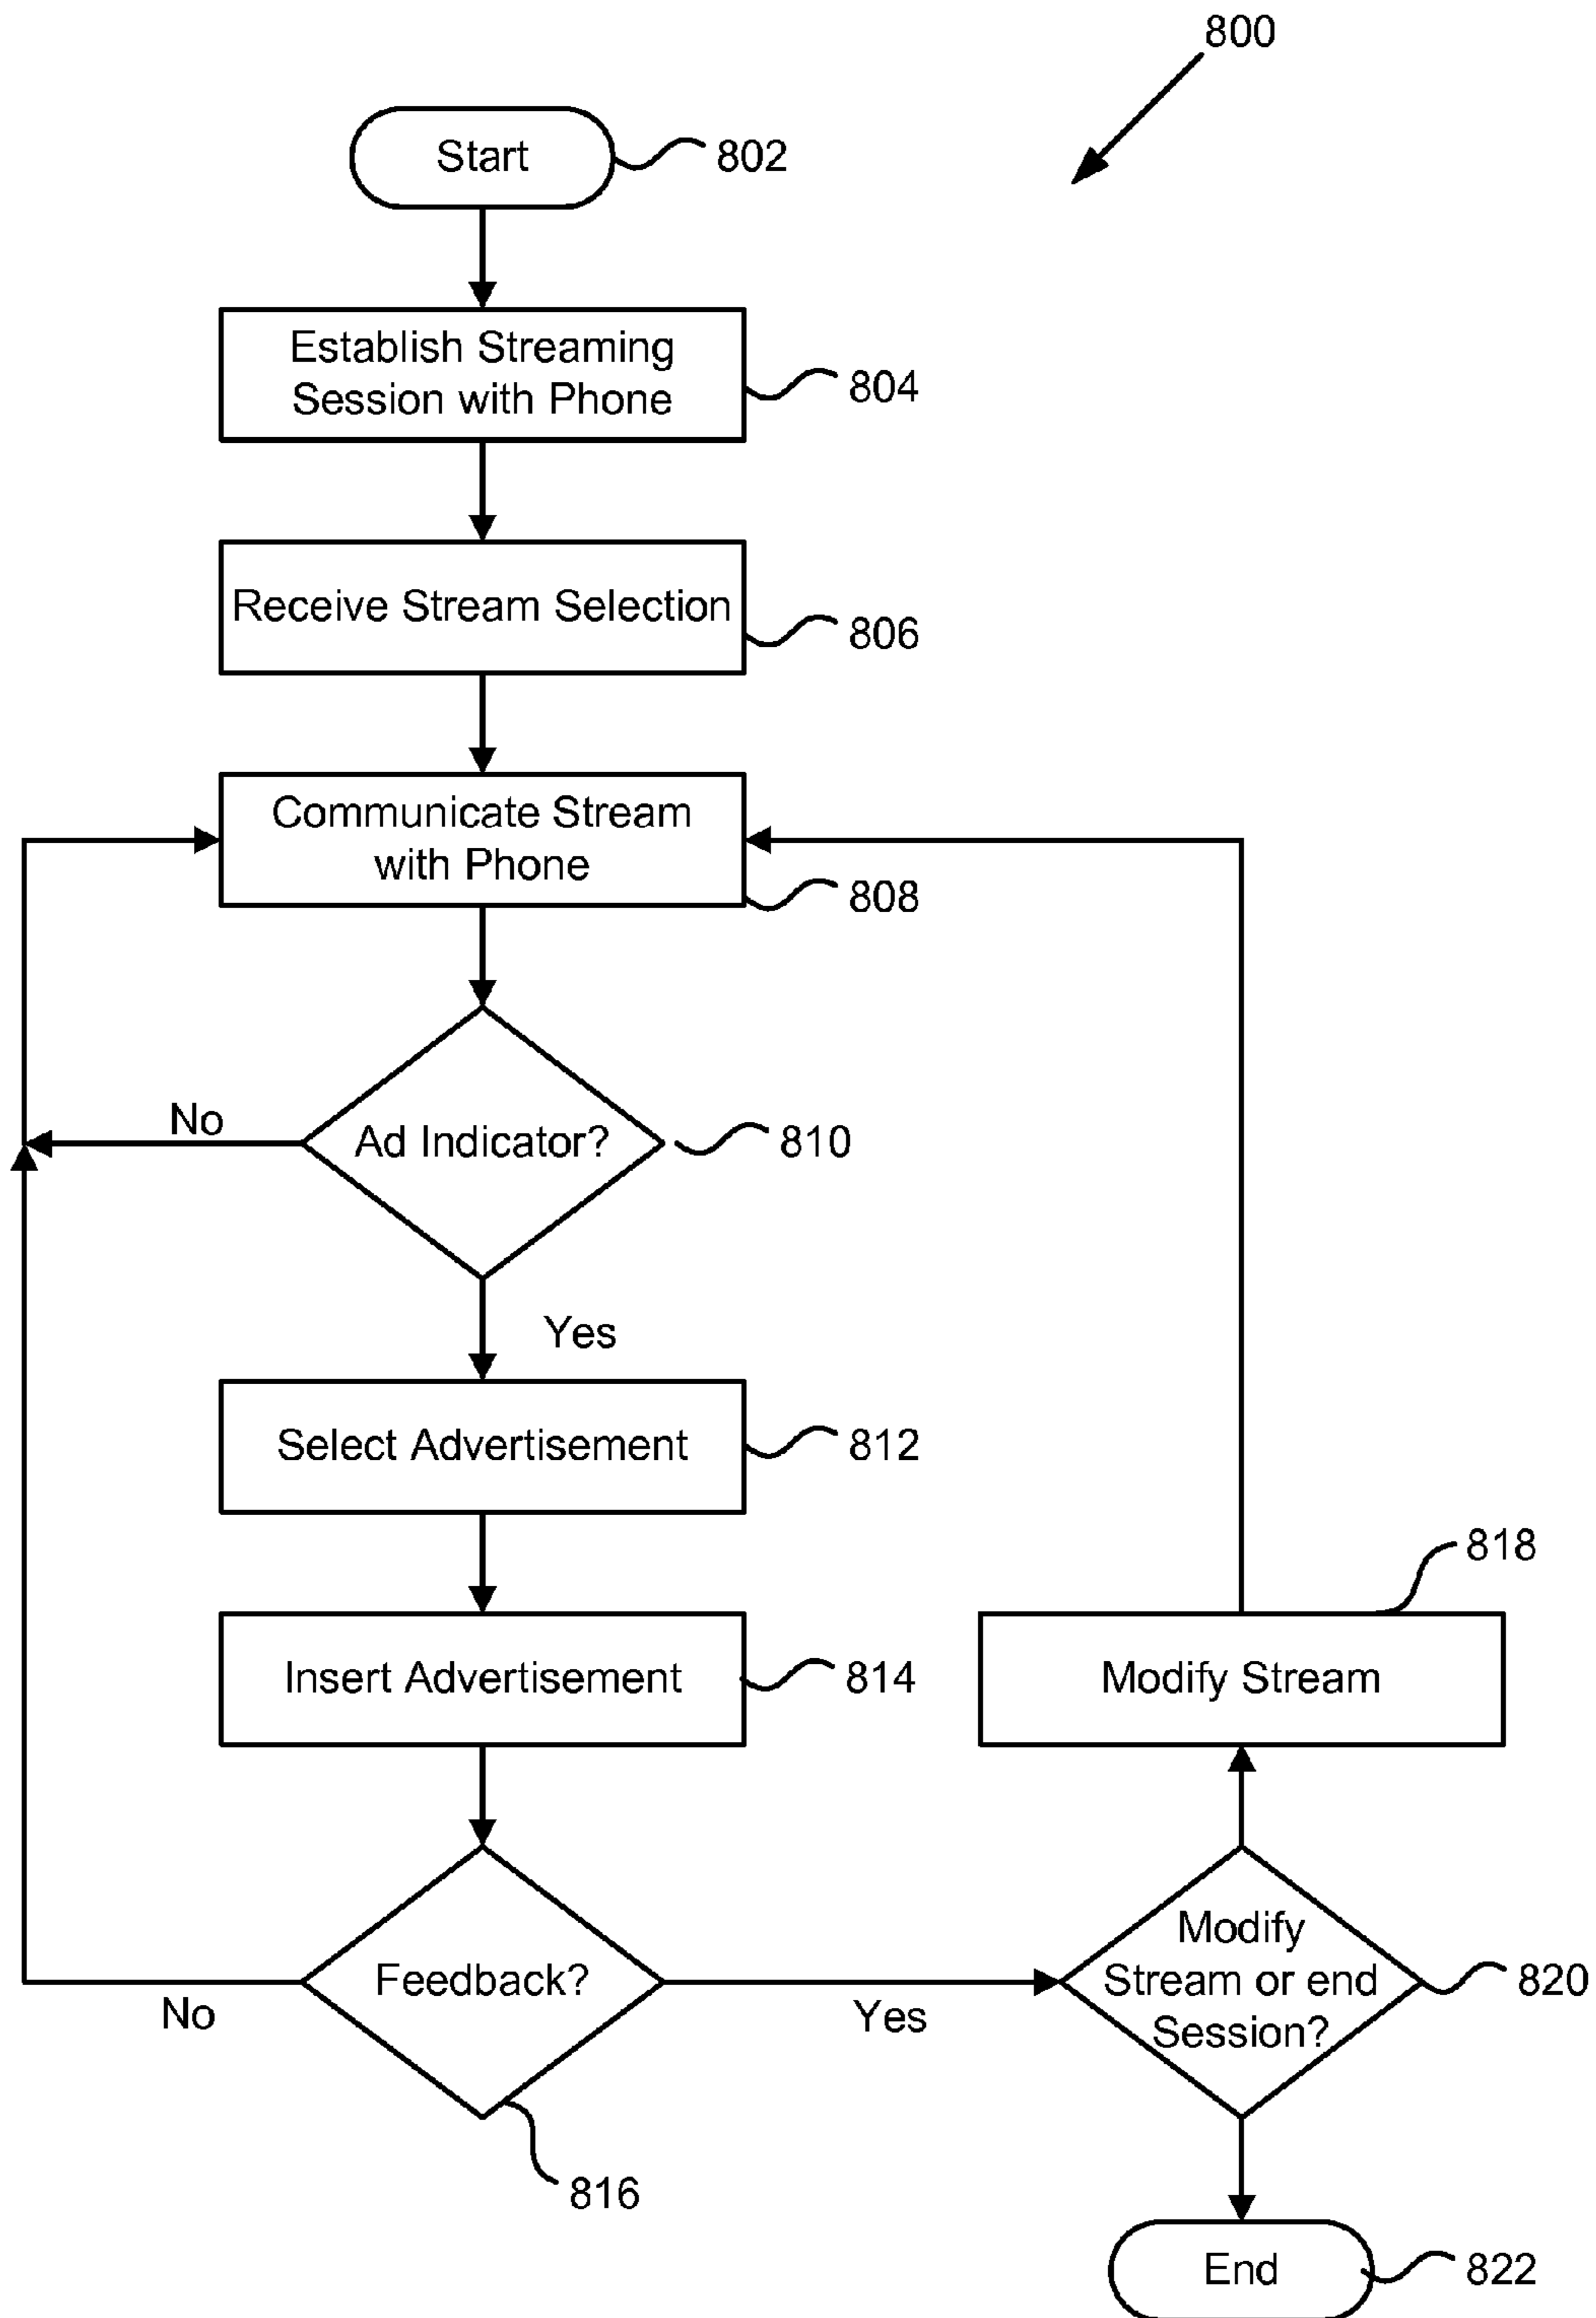 800
Start
802
Establish Streaming
Session with Phone
804
Receive Stream Selection
806
Communicate Stream
with Phone
808
No
Ad Indicator?
810
Yes
Select Advertisement
812
818
Insert Advertisement
814
Modify Stream
Feedback?
No
Yes
Modify
Stream or end
Session?
820
816
End
822